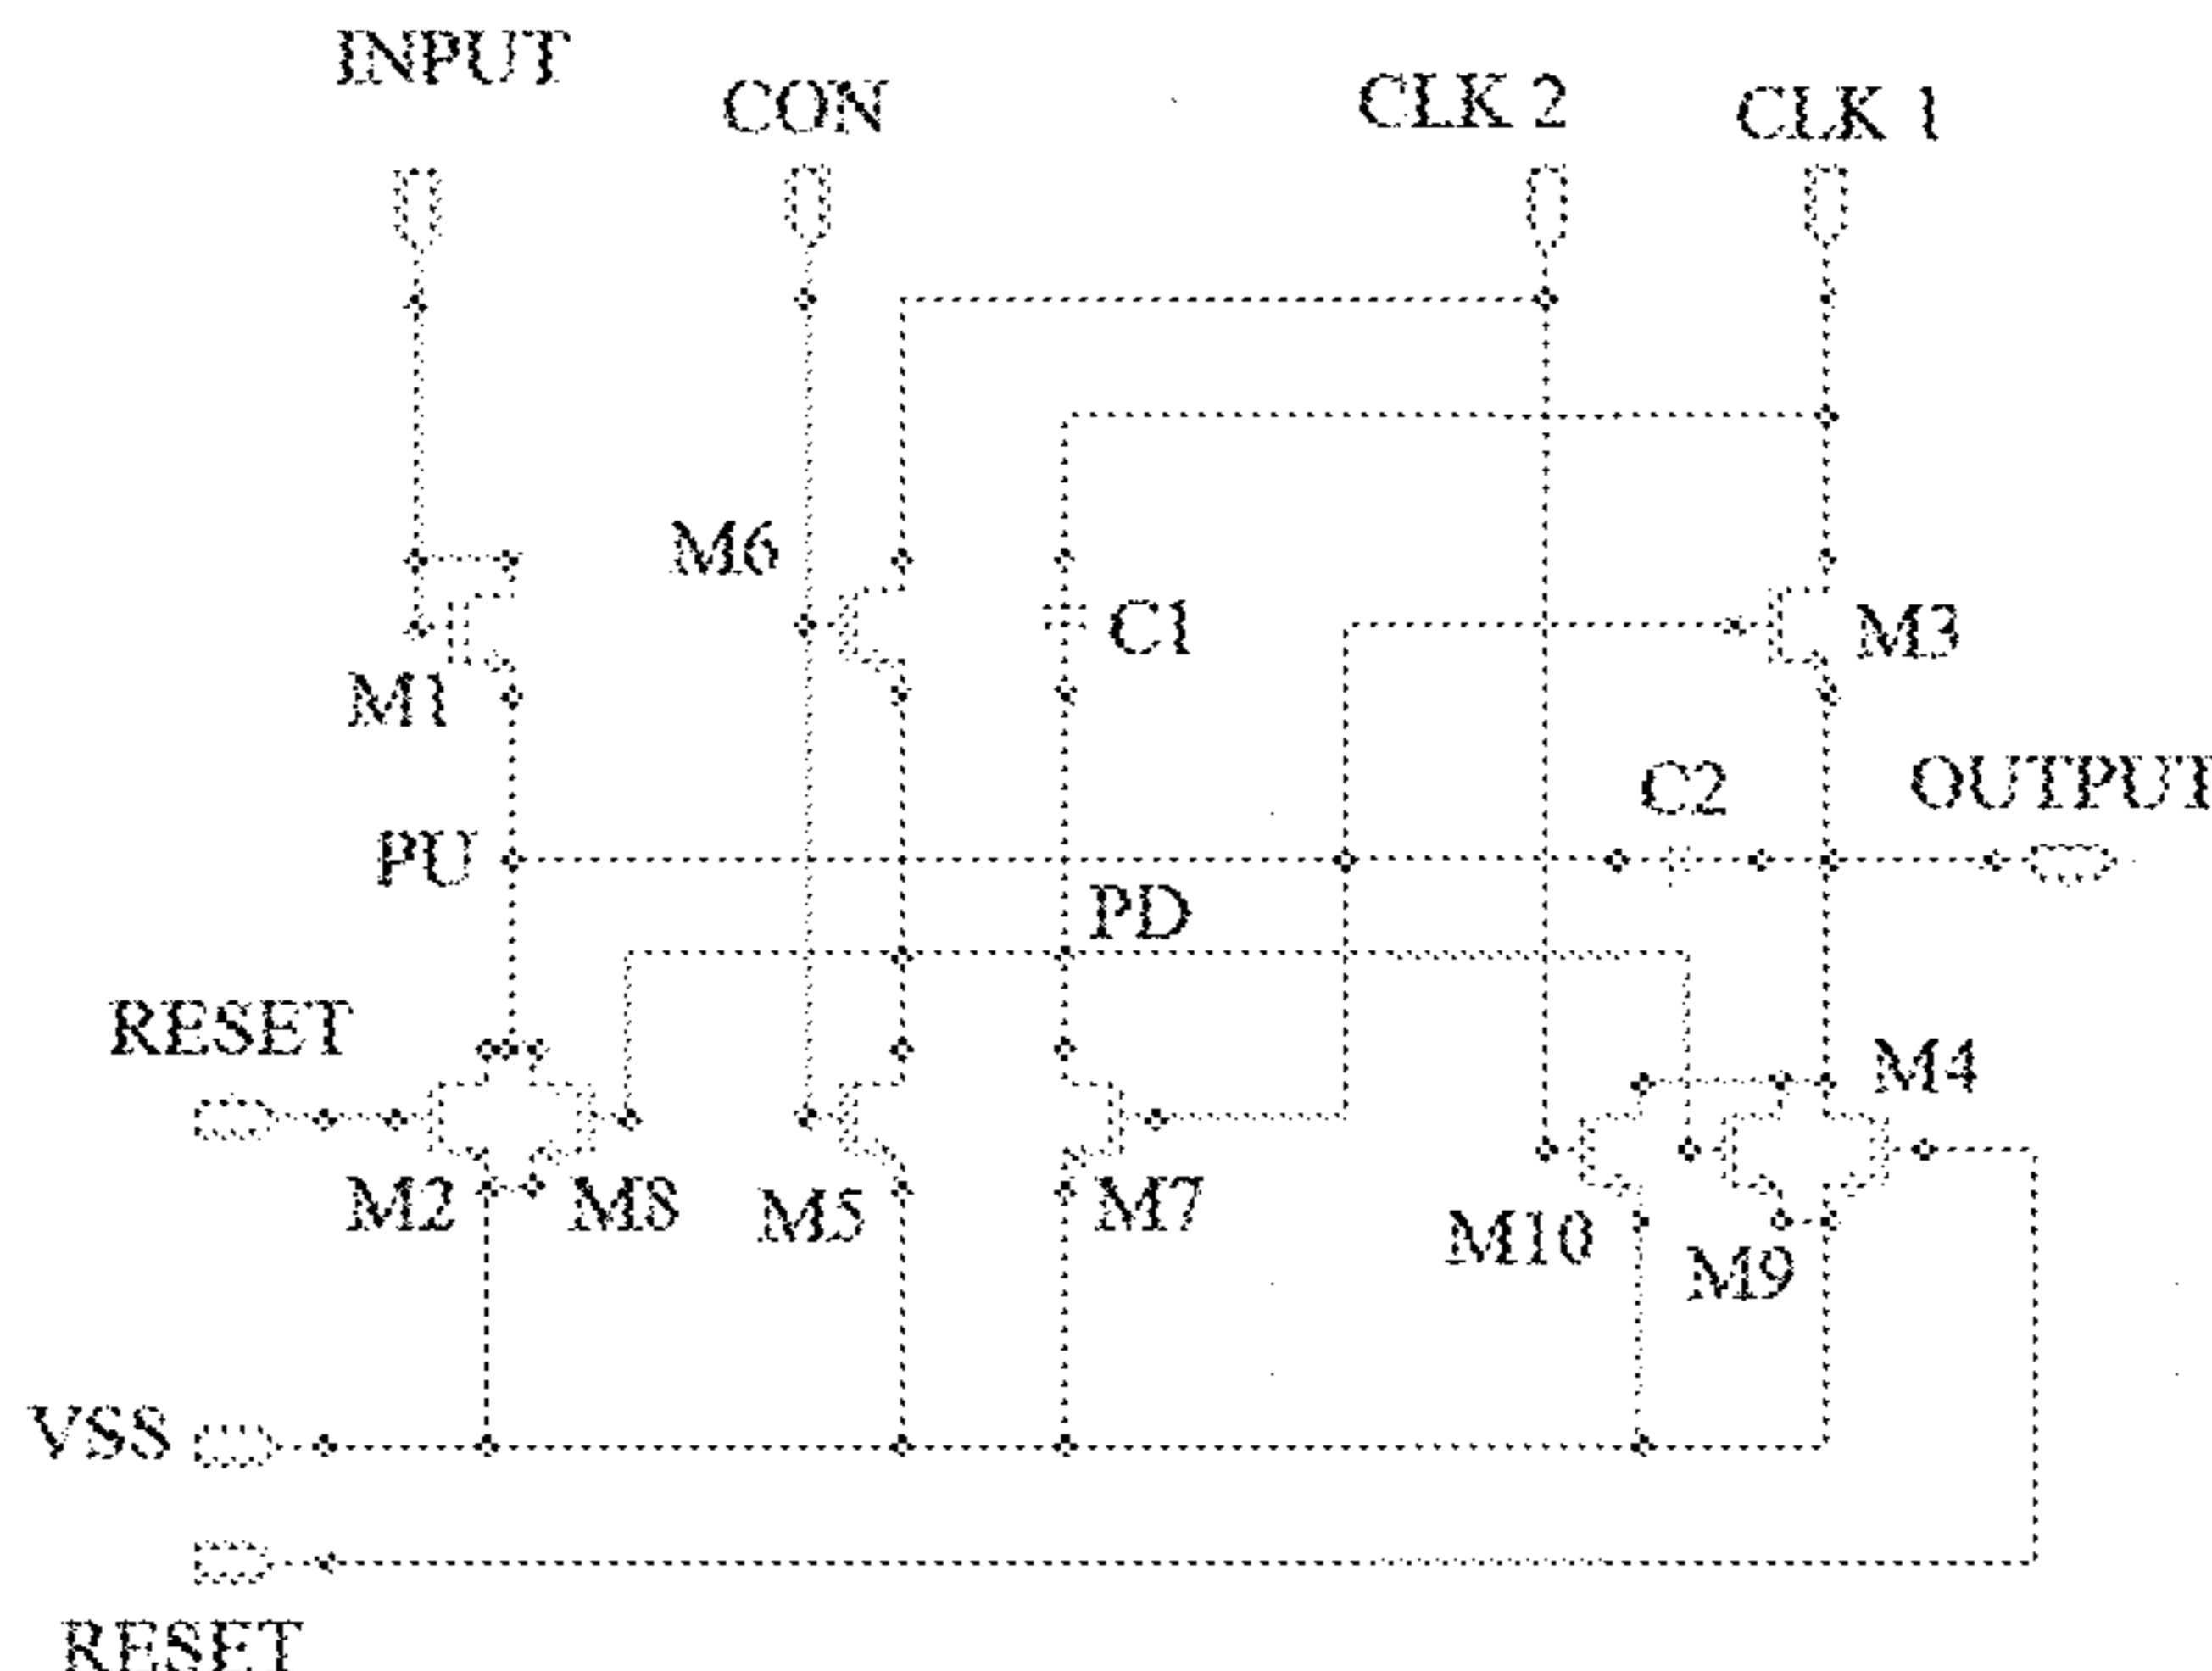 INPUT
CON
CLK 2
CLK 1
M6
C1
M3
M1
C2
OUTPUT
PU
PD
RESET
M4
M2
M8
M5
M7
M10
M9
VSS
RESET